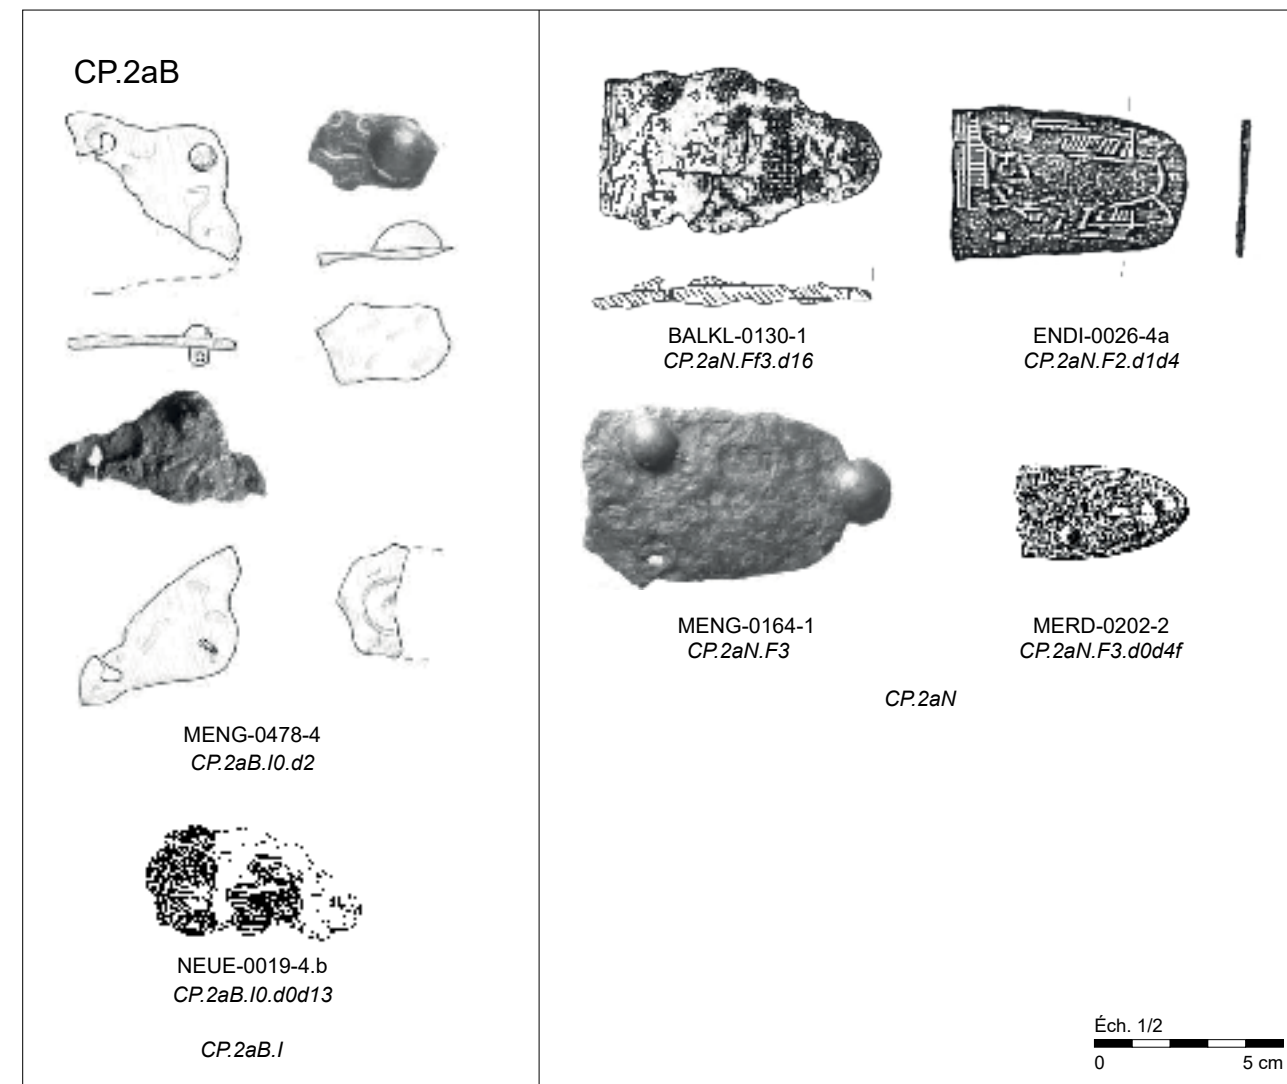 CP.2aB
MENG-0478-4
CP.2aB.I0.d2
NEUE-0019-4.b
CP.2aB.I0.d0d13
CP.2aB.I
BALKL-0130-1
CP.2aN.Ff3.d16
ENDI-0026-4a
CP.2aN.F2.d1d4
MENG-0164-1
CP.2aN.F3
MERD-0202-2
CP.2aN.F3.d0d4f
CP.2aN
Éch. 1/2
0 5 cm